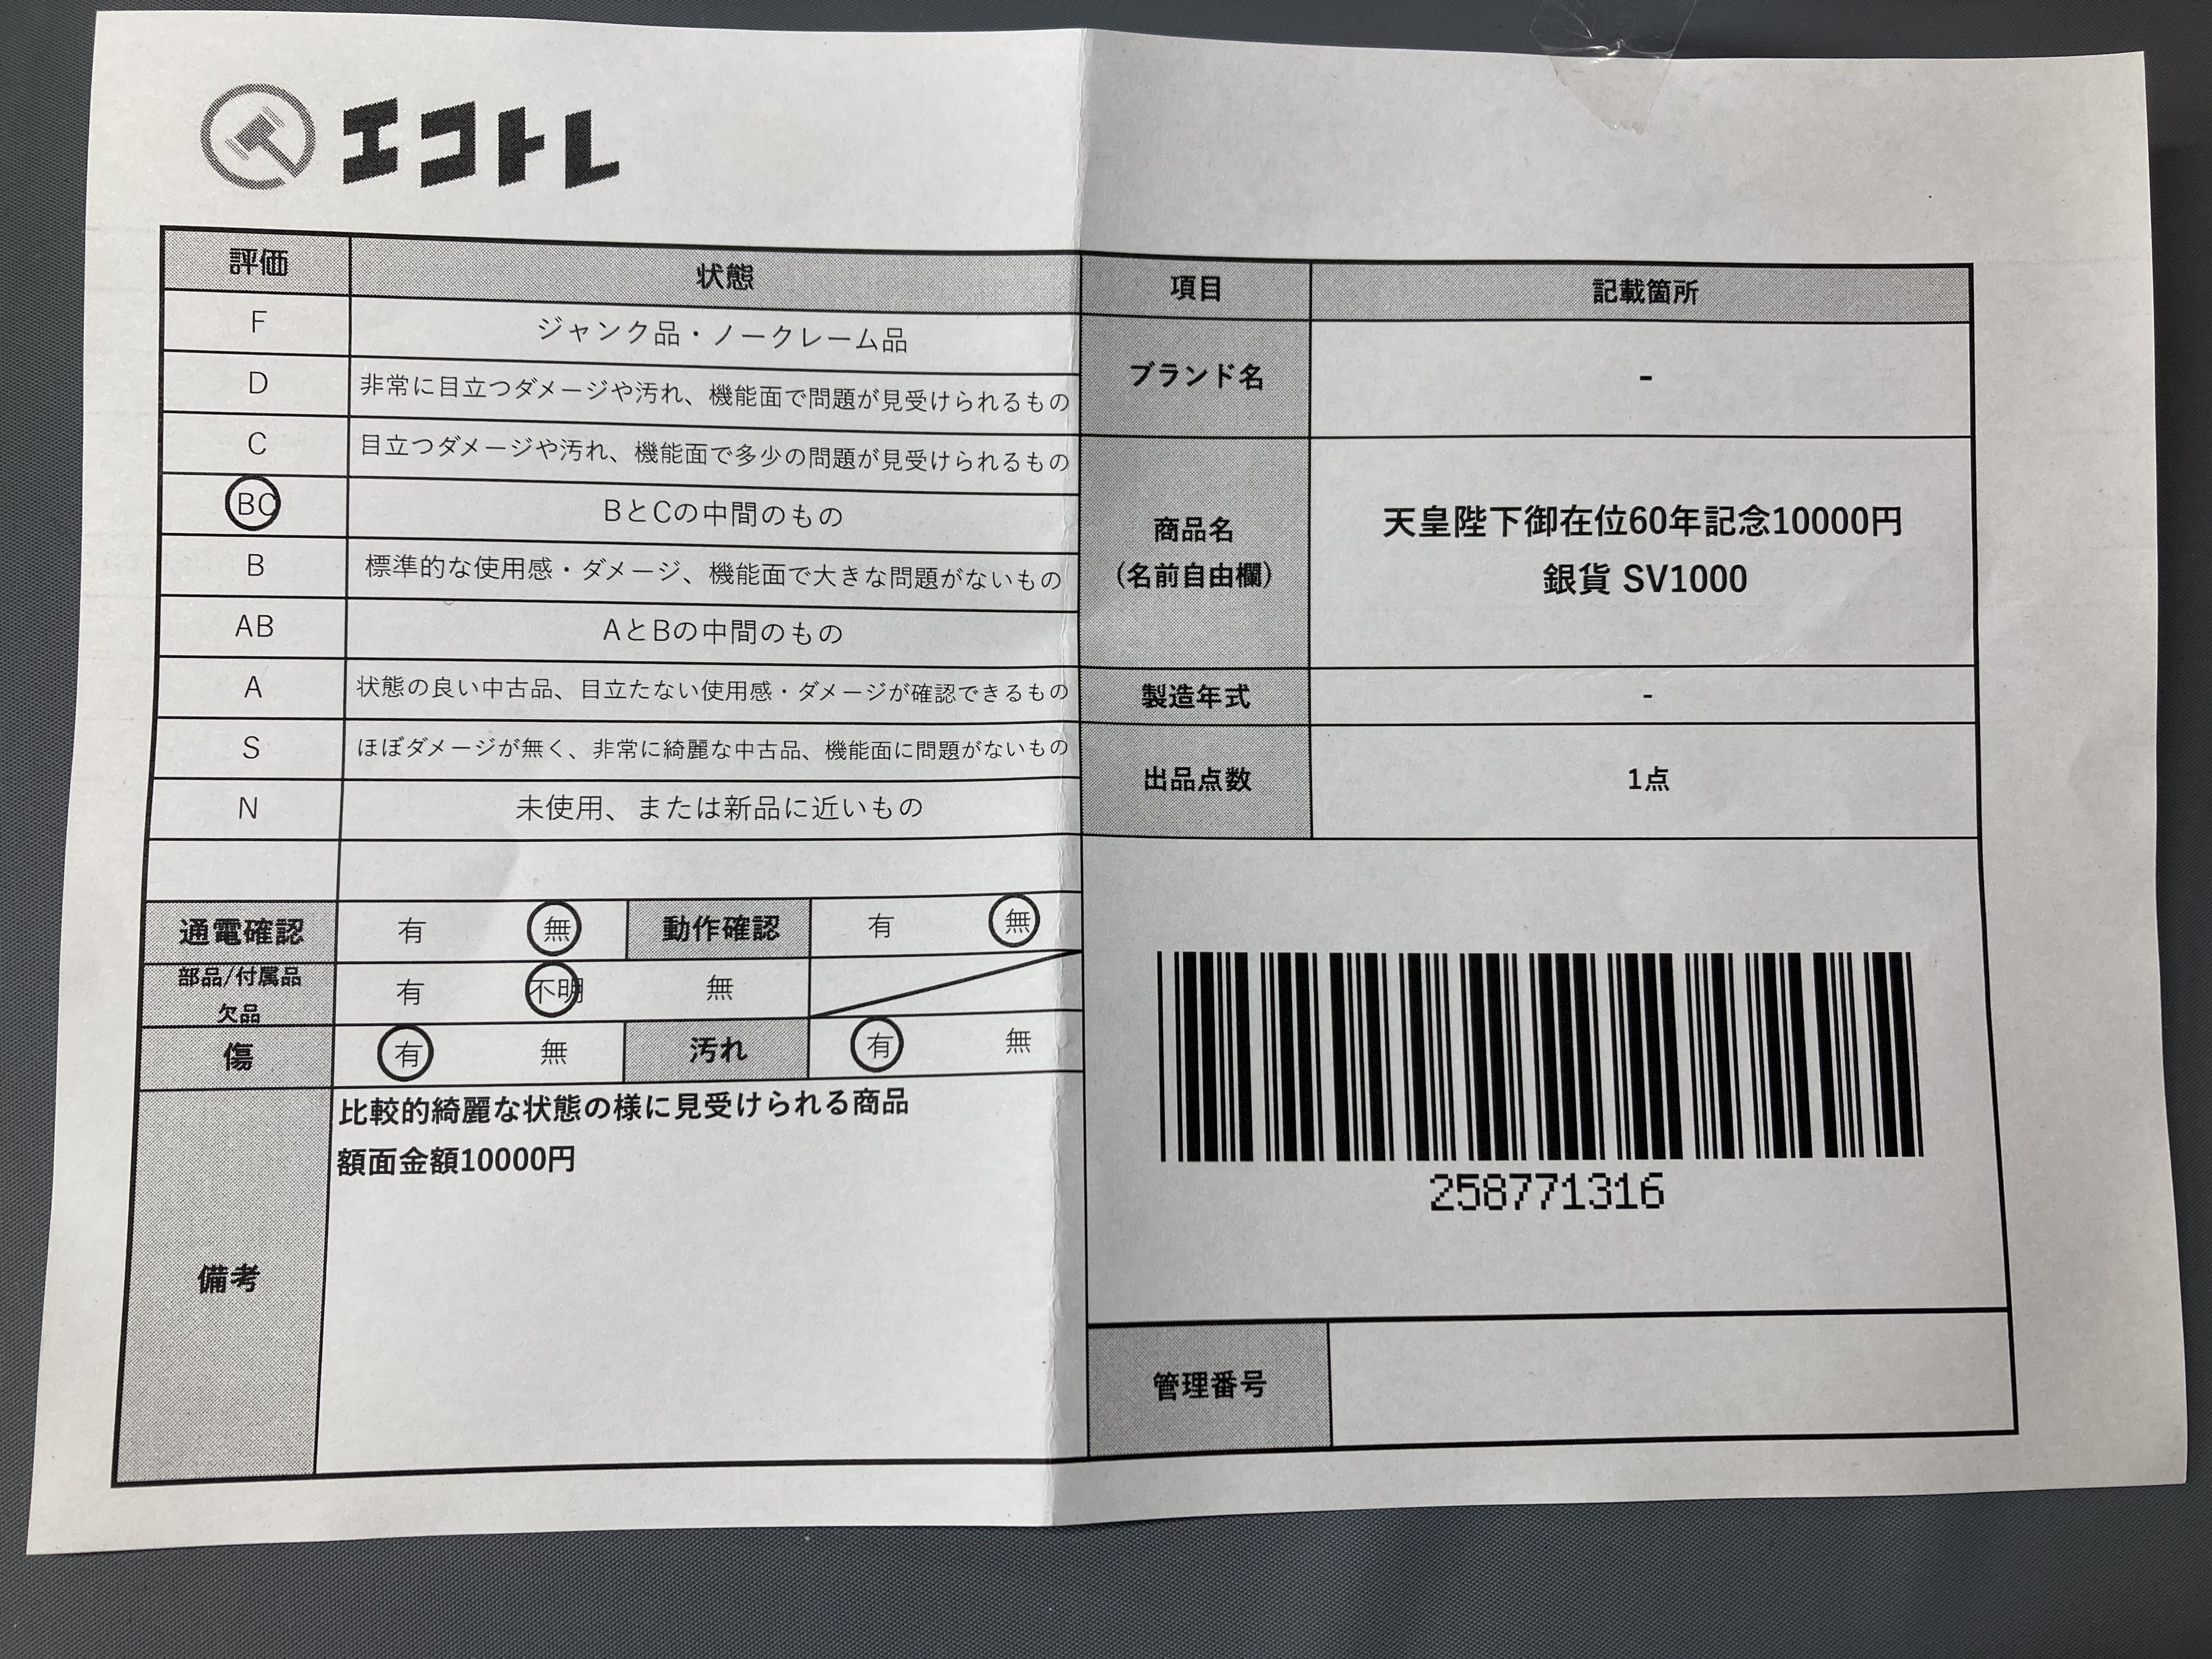 エコトレ
評価 状態
F ジャンク品・ノークレーム品
D 非常に目立つダメージや汚れ、機能面で問題が見受けられるもの
C 目立つダメージや汚れ、機能面で多少の問題が見受けられるもの
BC BとCの中間のもの
B 標準的な使用感・ダメージ、機能面で大きな問題がないもの
AB AとBの中間のもの
A 状態の良い中古品、目立たない使用感・ダメージが確認できるもの
S ほぼダメージが無く、非常に綺麗な中古品、機能面に問題がないもの
N 未使用、または新品に近いもの
通電確認 有 無 動作確認 有 無
部品/付属品
欠品 有 不明 無
傷 有 無 汚れ 有 無
備考
比較的綺麗な状態の様に見受けられる商品
額面金額10000円
項目 記載箇所
ブランド名 -
商品名
(名前自由欄)
天皇陛下御在位60年記念10000円
銀貨 SV1000
製造年式 -
出品点数 1点
258771316
管理番号